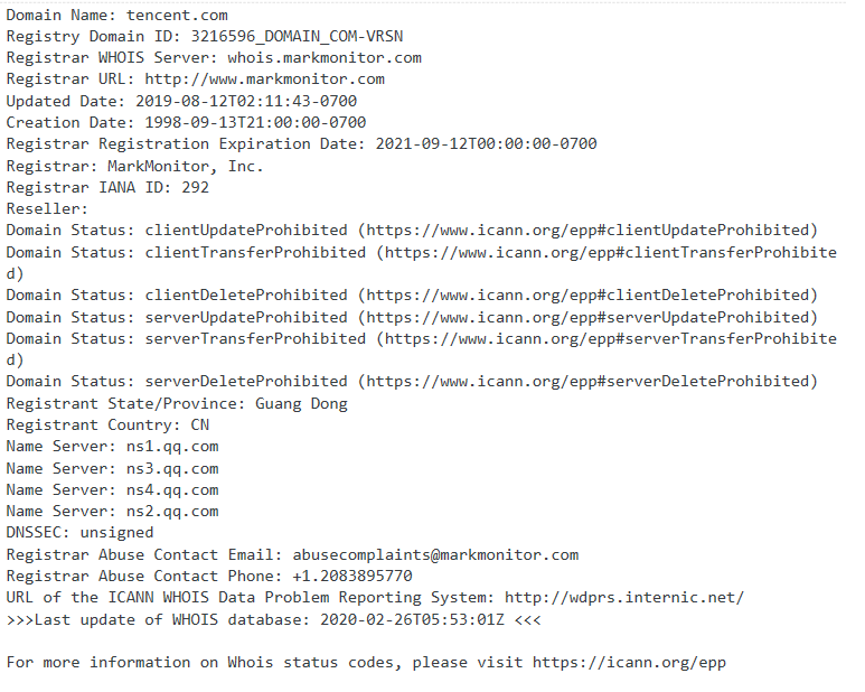 Domain Name: tencent.com
Registry Domain ID: 3216596_DOMAIN_COM-VRSN
Registrar WHOIS Server: whois.markmonitor.com
Registrar URL: http://www.markmonitor.com
Updated Date: 2019-08-12T02:11:43-0700
Creation Date: 1998-09-13T21:00:00-0700
Registrar Registration Expiration Date: 2021-09-12T00:00:00-0700
Registrar: MarkMonitor, Inc.
Registrar IANA ID: 292
Reseller:
Domain Status: clientUpdateProhibited (https://www.icann.org/epp#clientUpdateProhibited)
Domain Status: clientTransferProhibited (https://www.icann.org/epp#clientTransferProhibite
d)
Domain Status: clientDeleteProhibited (https://www.icann.org/epp#clientDeleteProhibited)
Domain Status: serverUpdateProhibited (https://www.icann.org/epp#serverUpdateProhibited)
Domain Status: serverTransferProhibited (https://www.icann.org/epp#serverTransferProhibite
d)
Domain Status: serverDeleteProhibited (https://www.icann.org/epp#serverDeleteProhibited)
Registrant State/Province: Guang Dong
Registrant Country: CN
Name Server: ns1.qq.com
Name Server: ns3.qq.com
Name Server: ns4.qq.com
Name Server: ns2.qq.com
DNSSEC: unsigned
Registrar Abuse Contact Email: abusecomplaints@markmonitor.com
Registrar Abuse Contact Phone: +1.2083895770
URL of the ICANN WHOIS Data Problem Reporting System: http://wdprs.internic.net/
>>>Last update of WHOIS database: 2020-02-26T05:53:01Z <<<
For more information on Whois status codes, please visit https://icann.org/epp